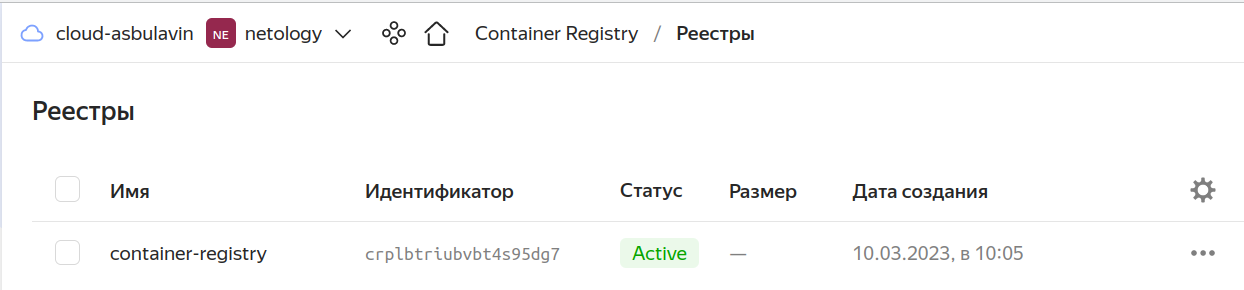 cloud-asbulavin NE netology Container Registry / Реестры
Реестры
Имя Идентификатор Статус Размер Дата создания
container-registry crplbtriubvbt4s95dg7 Active — 10.03.2023, в 10:05